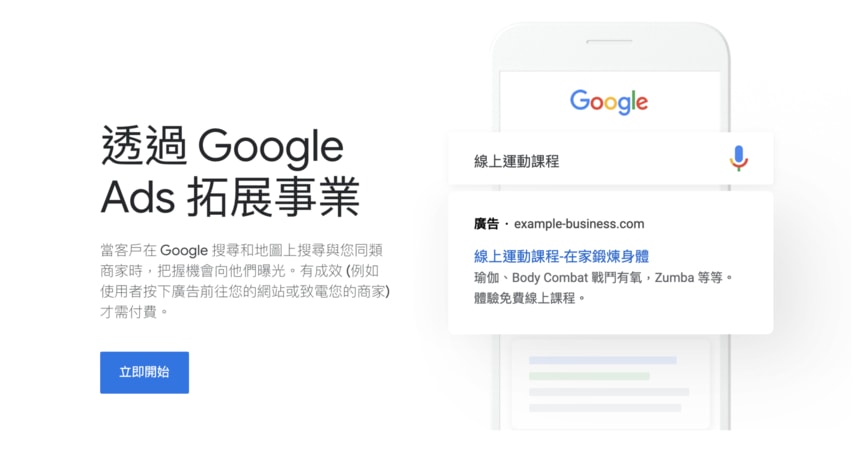 透過 Google
Ads 拓展事業
當客戶在 Google 搜尋和地圖上搜尋與您同類
商家時，把握機會向他們曝光。有成效 (例如
使用者按下廣告前往您的網站或致電您的商家)
才需付費。
立即開始
Google
線上運動課程
廣告 · example-business.com
線上運動課程-在家鍛煉身體
瑜伽、Body Combat 戰鬥有氧，Zumba 等等。
體驗免費線上課程。